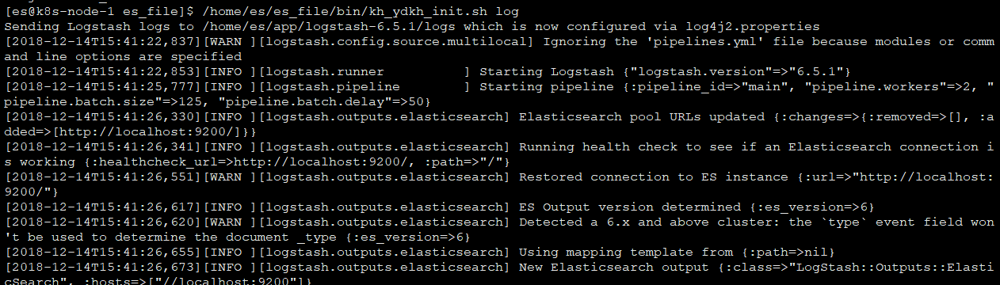 [es@k8s-node-1 es_file]$ /home/es/es_file/bin/kh_ydkh_init.sh log
Sending Logstash logs to /home/es/app/logstash-6.5.1/logs which is now configured via log4j2.properties
[2018-12-14T15:41:22,837][WARN ][logstash.config.source.multilocal] Ignoring the 'pipelines.yml' file because modules or comm
and line options are specified
[2018-12-14T15:41:22,853][INFO ][logstash.runner          ] Starting Logstash {"logstash.version"=>"6.5.1"}
[2018-12-14T15:41:25,777][INFO ][logstash.pipeline        ] Starting pipeline {:pipeline_id=>"main", "pipeline.workers"=>2, "
pipeline.batch.size"=>125, "pipeline.batch.delay"=>50}
[2018-12-14T15:41:26,330][INFO ][logstash.outputs.elasticsearch] Elasticsearch pool URLs updated {:changes=>{:removed=>[], :a
dded=>[http://localhost:9200/]}}
[2018-12-14T15:41:26,341][INFO ][logstash.outputs.elasticsearch] Running health check to see if an Elasticsearch connection i
s working {:healthcheck_url=>http://localhost:9200/, :path=>"/"}
[2018-12-14T15:41:26,551][WARN ][logstash.outputs.elasticsearch] Restored connection to ES instance {:url=>"http://localhost:
9200/"}
[2018-12-14T15:41:26,617][INFO ][logstash.outputs.elasticsearch] ES Output version determined {:es_version=>6}
[2018-12-14T15:41:26,620][WARN ][logstash.outputs.elasticsearch] Detected a 6.x and above cluster: the `type` event field won
't be used to determine the document _type {:es_version=>6}
[2018-12-14T15:41:26,655][INFO ][logstash.outputs.elasticsearch] Using mapping template from {:path=>nil}
[2018-12-14T15:41:26,673][INFO ][logstash.outputs.elasticsearch] New Elasticsearch output {:class=>"LogStash::Outputs::Elasti
cSearch", :hosts=>["//localhost:9200"]}